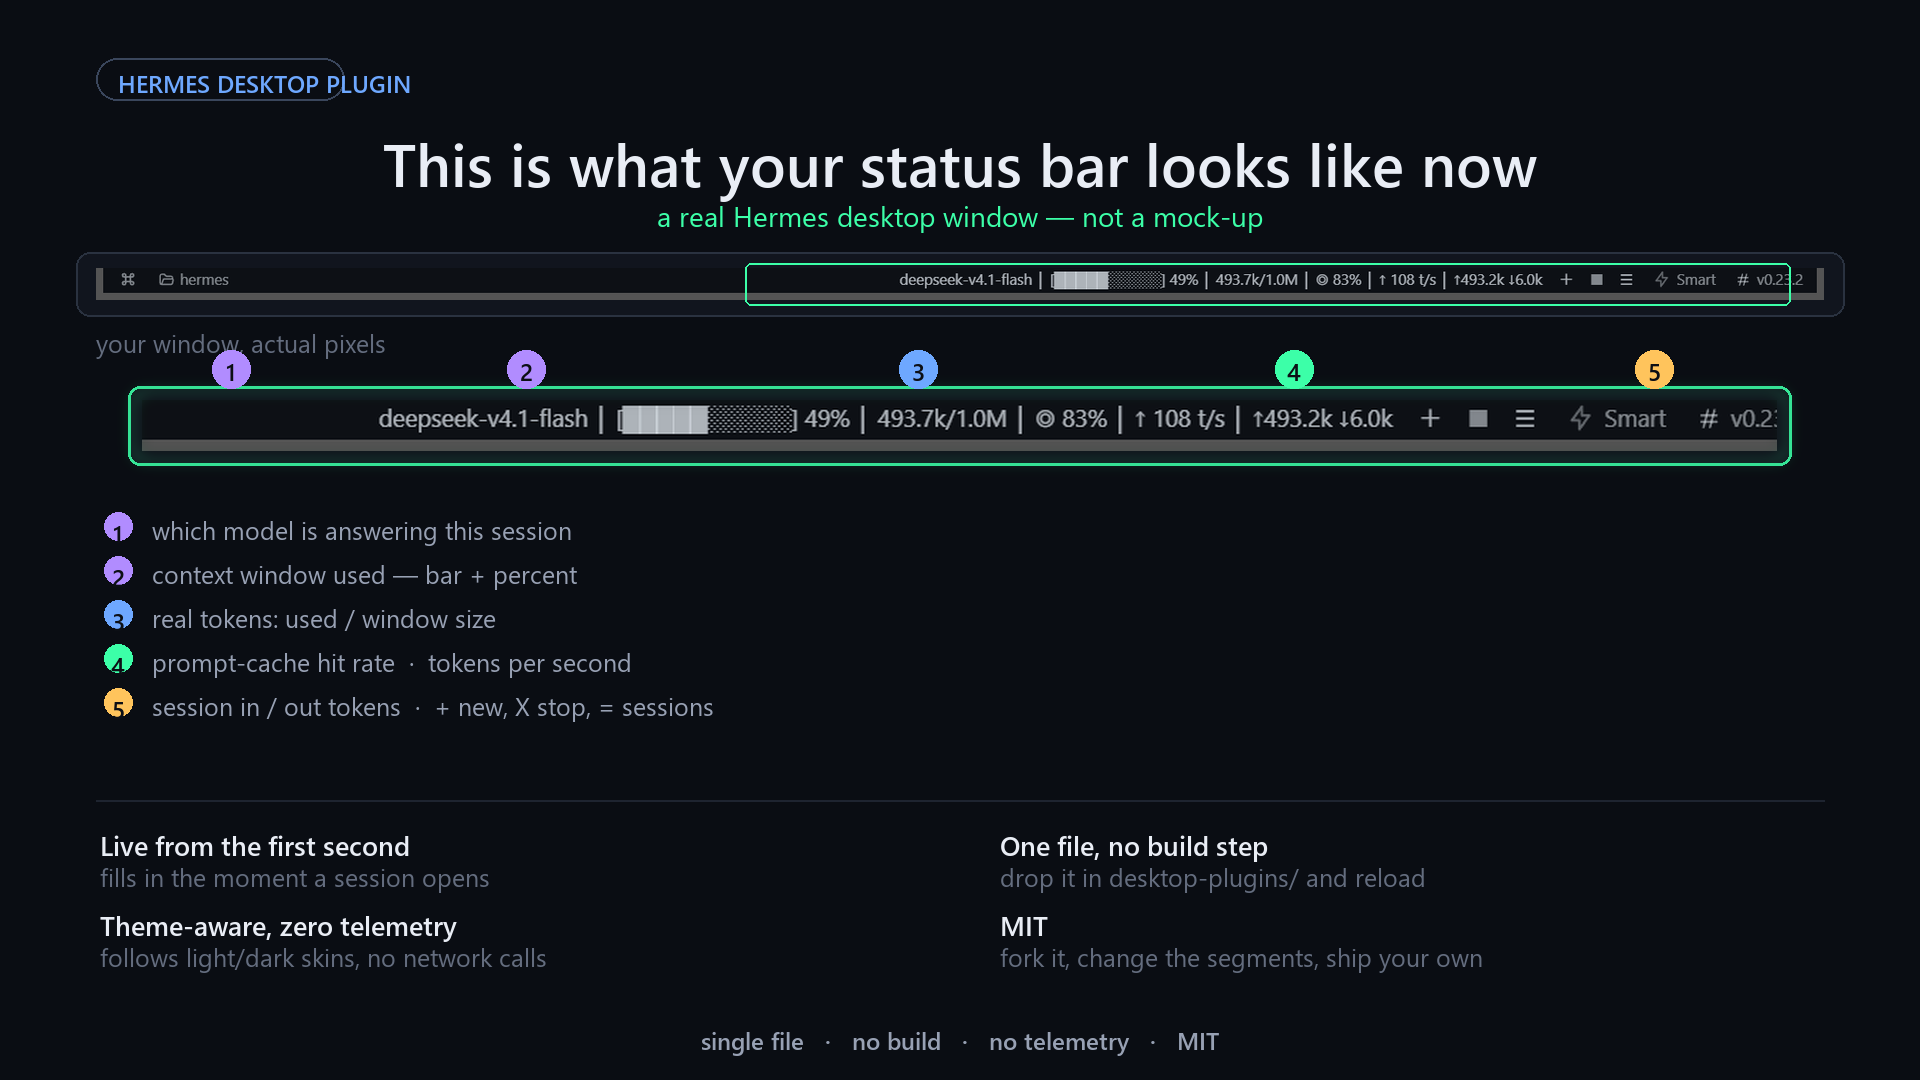 HERMES DESKTOP PLUGIN
This is what your status bar looks like now
a real Hermes desktop window — not a mock-up
⌘ hermes deepseek-v4.1-flash | [█████░░░░░] 49% | 493.7k/1.0M | ◎ 83% | ↑ 108 t/s | ↑493.2k ↓6.0k + ■ ☰ Smart # v0.23.2
your window, actual pixels
1 2 3 4 5
deepseek-v4.1-flash | [█████░░░░░] 49% | 493.7k/1.0M | ◎ 83% | ↑ 108 t/s | ↑493.2k ↓6.0k + ■ ☰ Smart # v0.23
1 which model is answering this session
2 context window used — bar + percent
3 real tokens: used / window size
4 prompt-cache hit rate · tokens per second
5 session in / out tokens · + new, X stop, = sessions
Live from the first second
fills in the moment a session opens
One file, no build step
drop it in desktop-plugins/ and reload
Theme-aware, zero telemetry
follows light/dark skins, no network calls
MIT
fork it, change the segments, ship your own
single file · no build · no telemetry · MIT